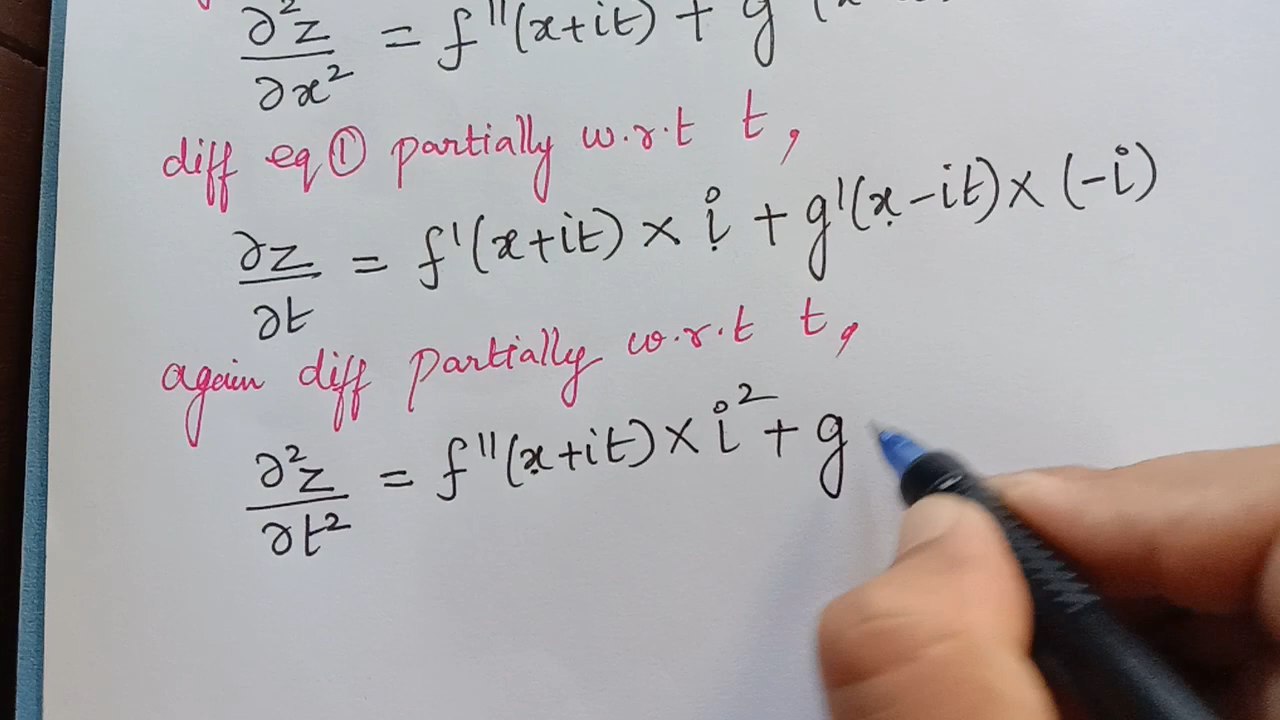 ∂²z/∂x² = f''(x+it) + g (x
diff eq① partially w.r.t t,
∂z/∂t = f'(x+it) × i + g'(x-it) × (-i)
again diff partially w.r.t t,
∂²z/∂t² = f''(x+it) × i² + g